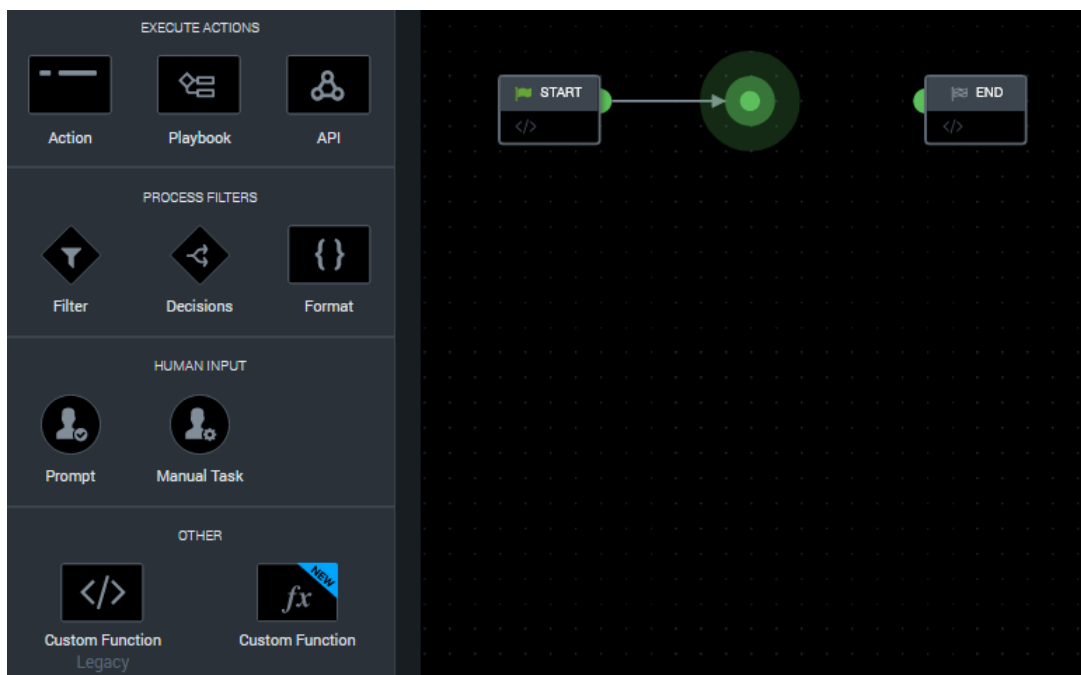 EXECUTE ACTIONS
Action
Playbook
API
PROCESS FILTERS
{ }
Filter
Decisions
Format
HUMAN INPUT
Prompt
Manual Task
OTHER
</>
NEW
fx
Custom Function
Legacy
Custom Function
START
</>
END
</>